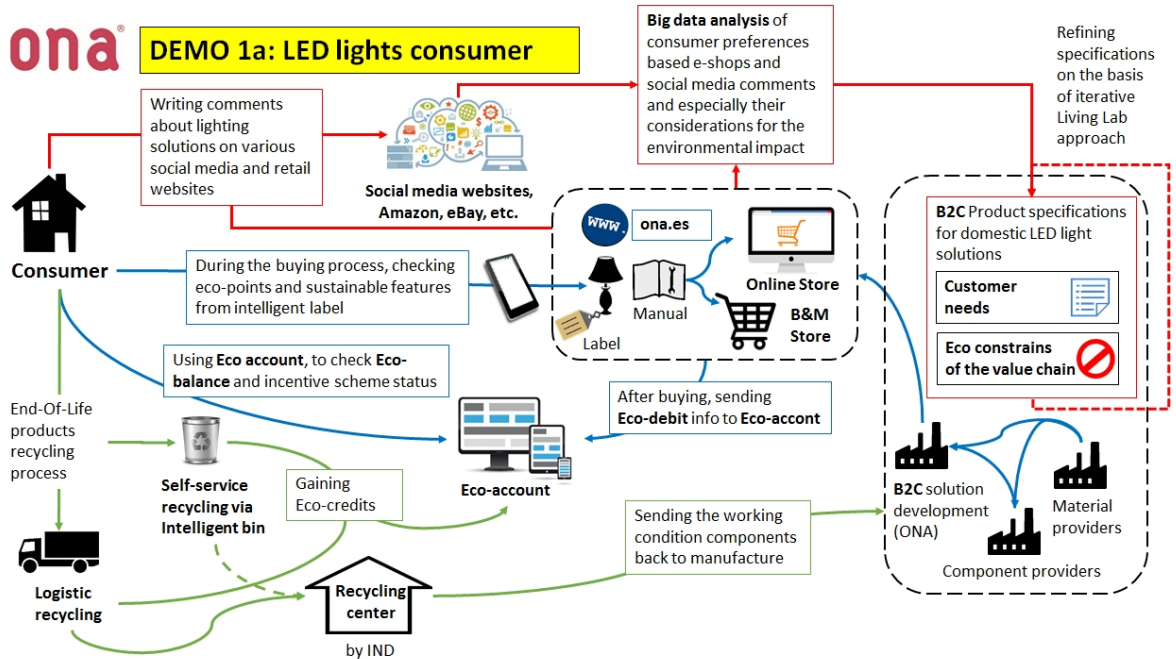 ona®
DEMO 1a: LED lights consumer
Writing comments
about lighting
solutions on various
social media and retail
websites
Social media websites,
Amazon, eBay, etc.
Big data analysis of
consumer preferences
based e-shops and
social media comments
and especially their
considerations for the
environmental impact
Refining
specifications
on the basis
of iterative
Living Lab
approach
Consumer
During the buying process, checking
eco-points and sustainable features
from intelligent label
www.
ona.es
Label
Manual
Online Store
B&M
Store
B2C Product specifications
for domestic LED light
solutions
Customer
needs
Eco constrains
of the value chain
Using Eco account, to check Eco-
balance and incentive scheme status
After buying, sending
Eco-debit info to Eco-accont
End-Of-Life
products
recycling
process
Self-service
recycling via
Intelligent bin
Gaining
Eco-credits
Eco-account
B2C solution
development
(ONA)
Material
providers
Component providers
Sending the working
condition components
back to manufacture
Logistic
recycling
Recycling
center
by IND